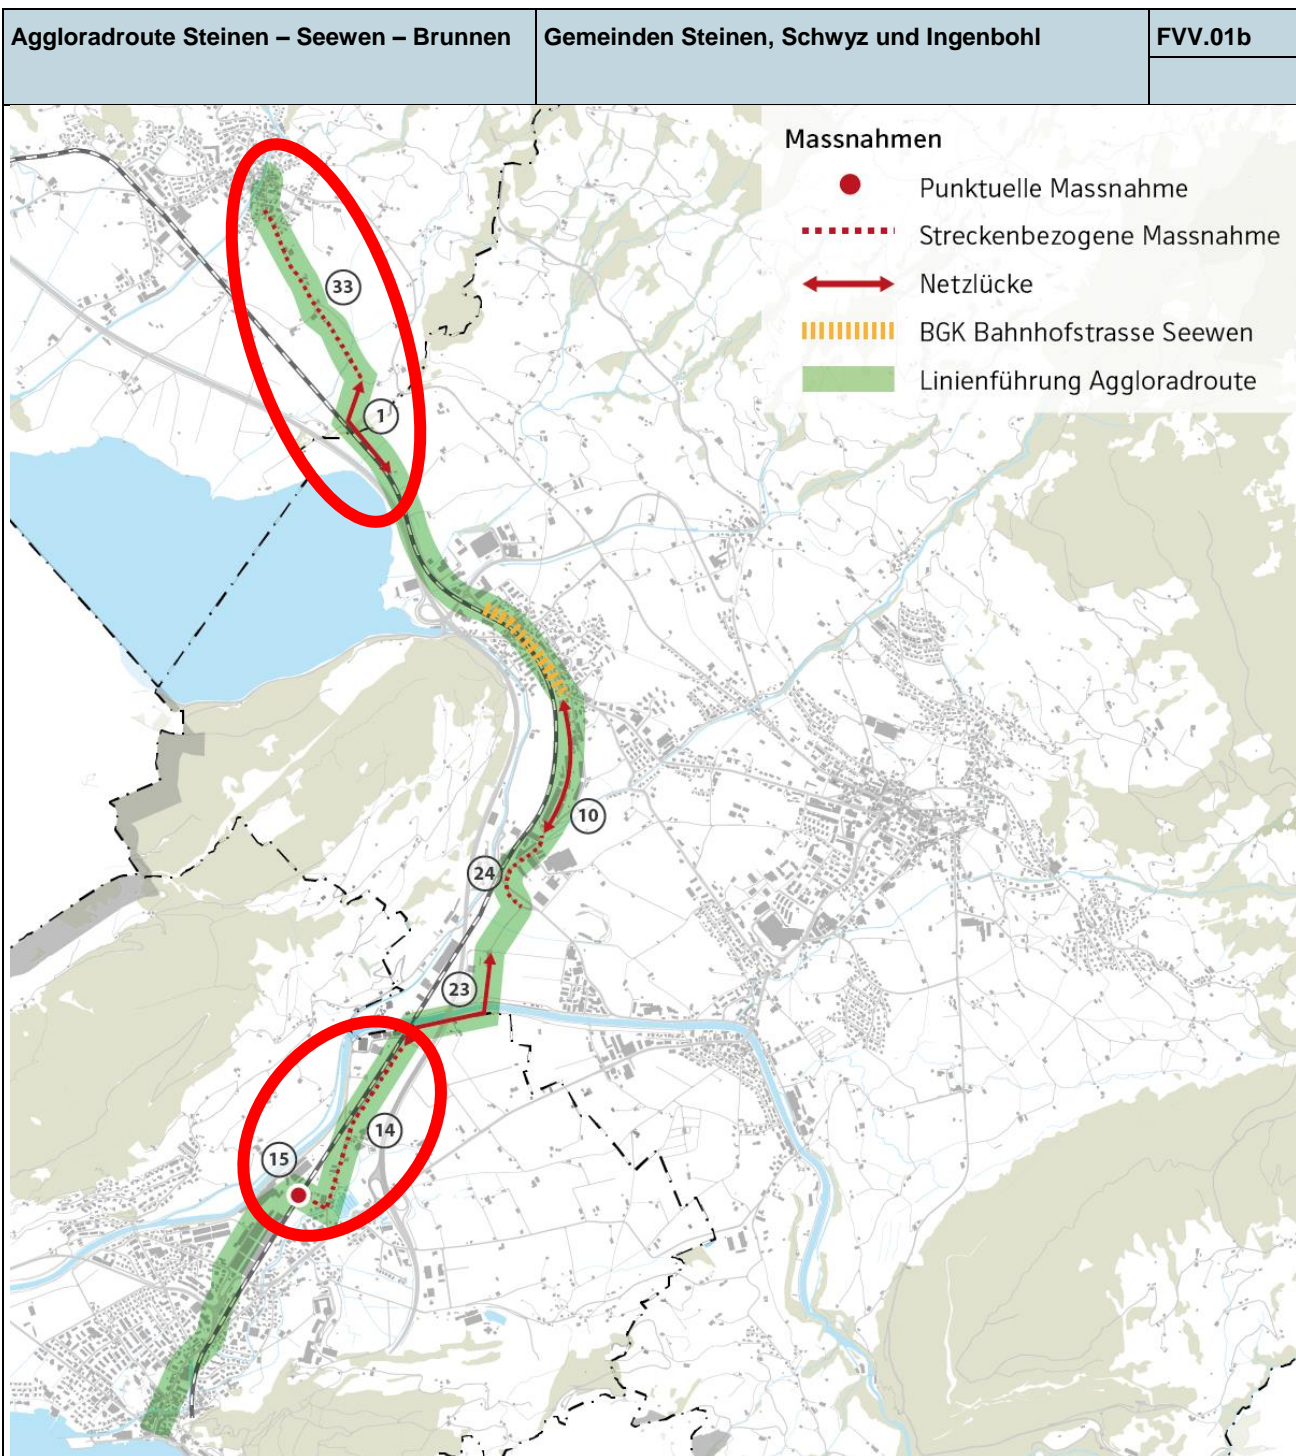 Aggloradroute Steinen – Seewen – Brunnen
Gemeinden Steinen, Schwyz und Ingenbohl
FVV.01b
Massnahmen
Punktuelle Massnahme
Streckenbezogene Massnahme
Netzlücke
BGK Bahnhofstrasse Seewen
Linienführung Aggloradroute
33
1
10
24
23
14
15